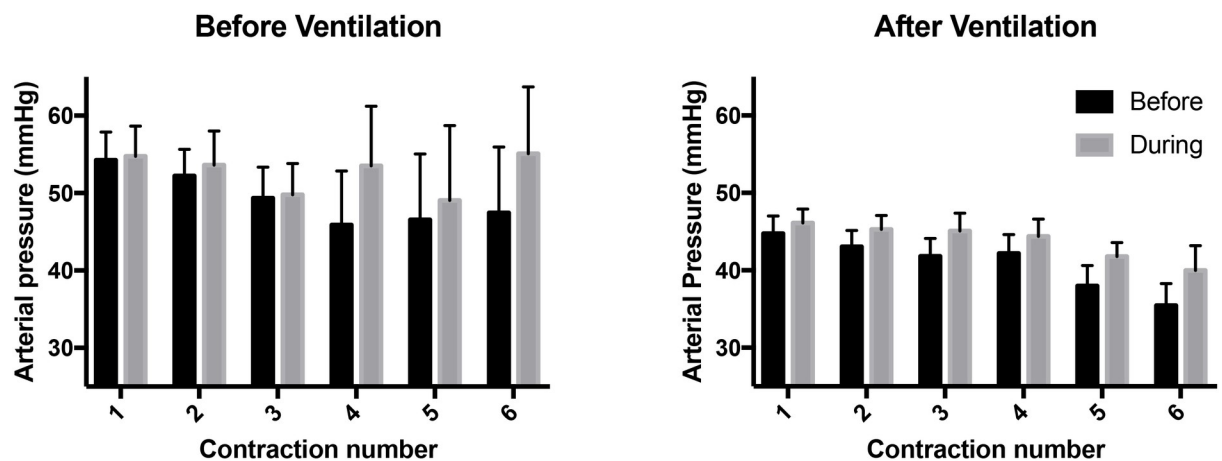 Before Ventilation
Arterial pressure (mmHg)
60
50
40
30
1 2 3 4 5 6
Contraction number
After Ventilation
Arterial Pressure (mmHg)
60
50
40
30
Before
During
1 2 3 4 5 6
Contraction number